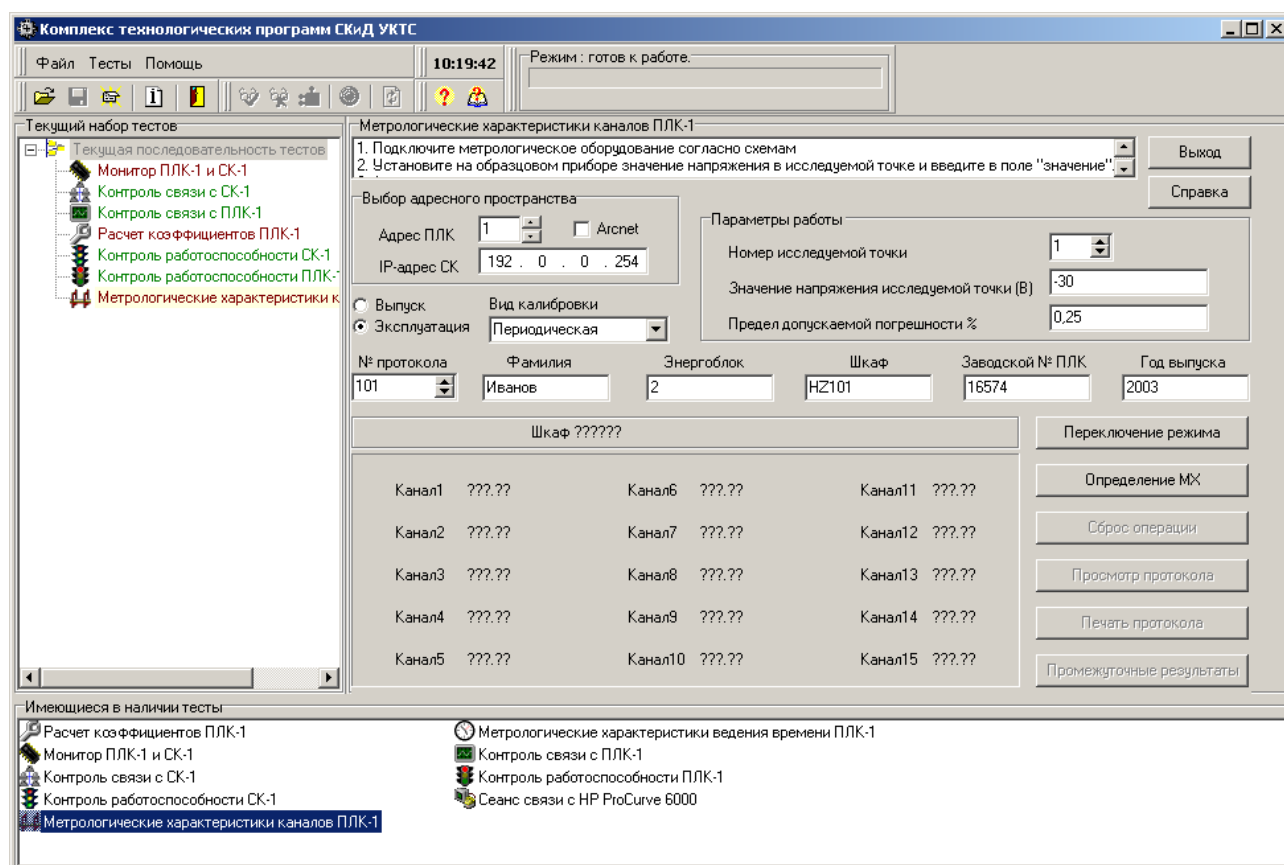 Комплекс технологических программ СКиД УКТС
Файл Тесты Помощь
10:19:42
Режим : готов к работе.
Текущий набор тестов
Текущая последовательность тестов
Монитор ПЛК-1 и СК-1
Контроль связи с СК-1
Контроль связи с ПЛК-1
Расчет коэффициентов ПЛК-1
Контроль работоспособности СК-1
Контроль работоспособности ПЛК-1
Метрологические характеристики к
Метрологические характеристики каналов ПЛК-1
1. Подключите метрологическое оборудование согласно схемам
2. Установите на образцовом приборе значение напряжения в исследуемой точке и введите в поле "значение".
Выход
Справка
Выбор адресного пространства
Адрес ПЛК 1 Arcnet
IP-адрес СК 192 . 0 . 0 . 254
Параметры работы
Номер исследуемой точки 1
Значение напряжения исследуемой точки (В) -30
Предел допускаемой погрешности % 0,25
Выпуск
Эксплуатация
Вид калибровки
Периодическая
№ протокола Фамилия Энергоблок Шкаф Заводской № ПЛК Год выпуска
101 Иванов 2 HZ101 16574 2003
Шкаф ??????
Канал1 ???.?? Канал6 ???.?? Канал11 ???.??
Канал2 ???.?? Канал7 ???.?? Канал12 ???.??
Канал3 ???.?? Канал8 ???.?? Канал13 ???.??
Канал4 ???.?? Канал9 ???.?? Канал14 ???.??
Канал5 ???.?? Канал10 ???.?? Канал15 ???.??
Переключение режима
Определение МХ
Сброс операции
Просмотр протокола
Печать протокола
Промежуточные результаты
Имеющиеся в наличии тесты
Расчет коэффициентов ПЛК-1
Монитор ПЛК-1 и СК-1
Контроль связи с СК-1
Контроль работоспособности СК-1
Метрологические характеристики каналов ПЛК-1
Метрологические характеристики ведения времени ПЛК-1
Контроль связи с ПЛК-1
Контроль работоспособности ПЛК-1
Сеанс связи с HP ProCurve 6000